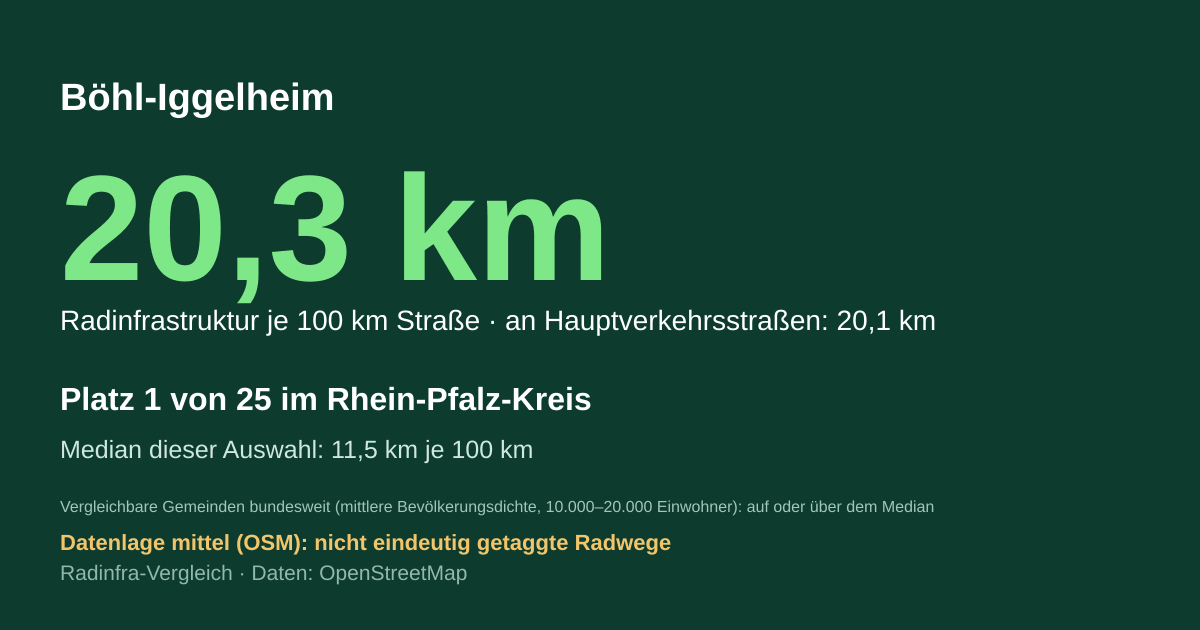 Böhl-Iggelheim
20,3 km
Radinfrastruktur je 100 km Straße · an Hauptverkehrsstraßen: 20,1 km
Platz 1 von 25 im Rhein-Pfalz-Kreis
Median dieser Auswahl: 11,5 km je 100 km
Vergleichbare Gemeinden bundesweit (mittlere Bevölkerungsdichte, 10.000–20.000 Einwohner): auf oder über dem Median
Datenlage mittel (OSM): nicht eindeutig getaggte Radwege
Radinfra-Vergleich · Daten: OpenStreetMap